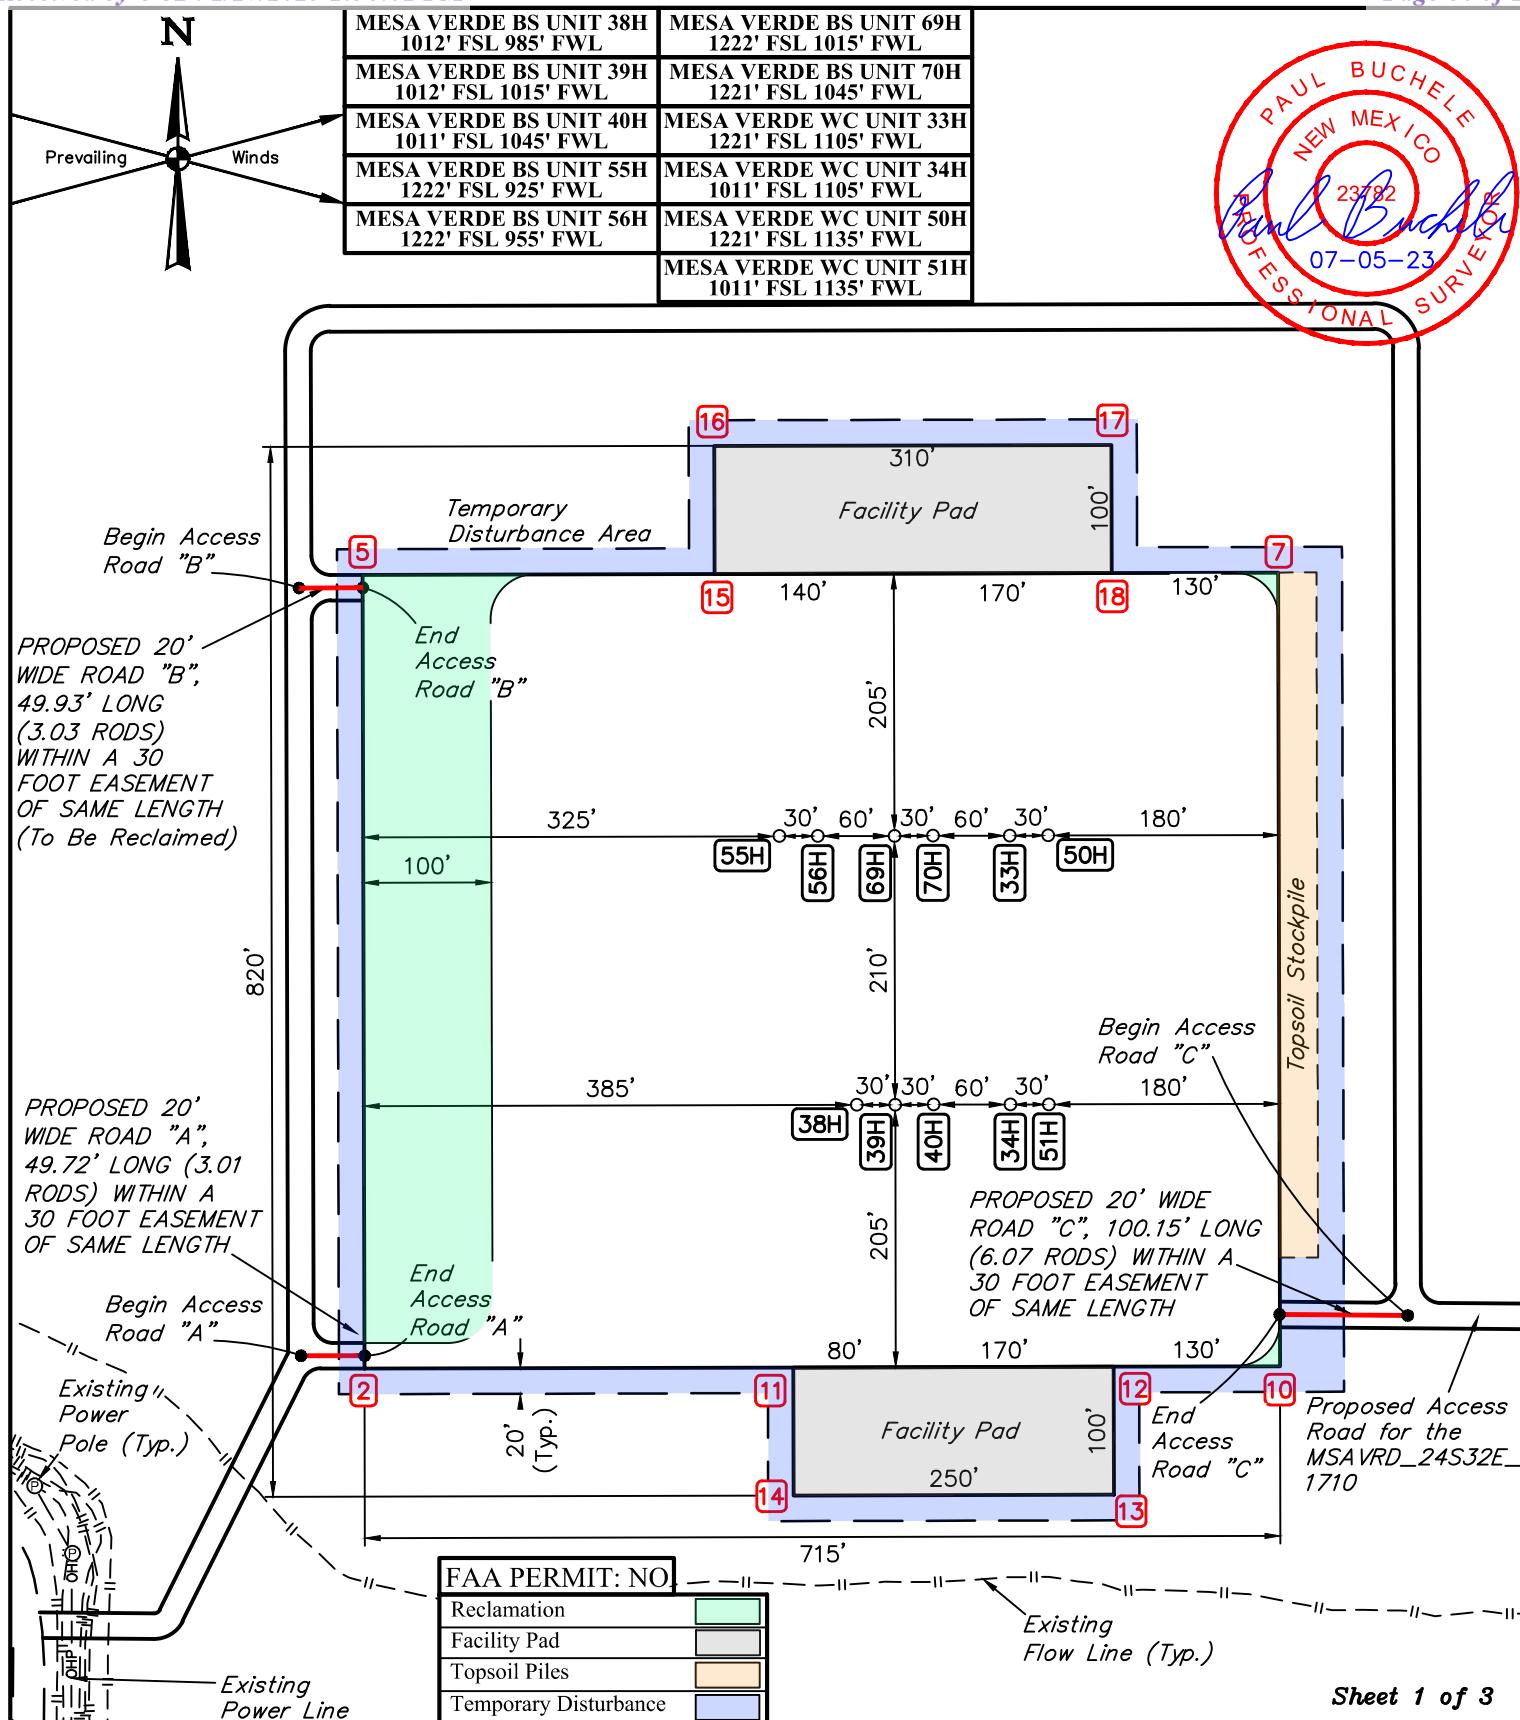 N
Prevailing Winds
MESA VERDE BS UNIT 38H
1012' FSL 985' FWL
MESA VERDE BS UNIT 39H
1012' FSL 1015' FWL
MESA VERDE BS UNIT 40H
1011' FSL 1045' FWL
MESA VERDE BS UNIT 55H
1222' FSL 925' FWL
MESA VERDE BS UNIT 56H
1222' FSL 955' FWL
MESA VERDE BS UNIT 69H
1222' FSL 1015' FWL
MESA VERDE BS UNIT 70H
1221' FSL 1045' FWL
MESA VERDE WC UNIT 33H
1221' FSL 1105' FWL
MESA VERDE WC UNIT 34H
1011' FSL 1105' FWL
MESA VERDE WC UNIT 50H
1221' FSL 1135' FWL
MESA VERDE WC UNIT 51H
1011' FSL 1135' FWL
PAUL BUCHELE
NEW MEXICO
23782
Paul Buchele
07-05-23
PROFESSIONAL SURVEYOR
16
17
310'
Facility Pad
100'
Temporary
Disturbance Area
Begin Access
Road "B"
5
7
15
140'
170'
18
130'
End
Access
Road "B"
PROPOSED 20'
WIDE ROAD "B",
49.93' LONG
(3.03 RODS)
WITHIN A 30
FOOT EASEMENT
OF SAME LENGTH
(To Be Reclaimed)
205'
325'
30'
60'
30'
60'
30'
180'
55H
56H
69H
70H
33H
50H
100'
820'
210'
Topsoil Stockpile
Begin Access
Road "C"
385'
30'
30'
60'
30'
180'
38H
39H
40H
34H
51H
PROPOSED 20'
WIDE ROAD "A",
49.72' LONG (3.01
RODS) WITHIN A
30 FOOT EASEMENT
OF SAME LENGTH
205'
PROPOSED 20' WIDE
ROAD "C", 100.15' LONG
(6.07 RODS) WITHIN A
30 FOOT EASEMENT
OF SAME LENGTH
End
Access
Road "A"
Begin Access
Road "A"
80'
170'
130'
2
11
12
10
Existing
Power
Pole (Typ.)
20'
(Typ.)
Facility Pad
100'
250'
End
Access
Road "C"
Proposed Access
Road for the
MSAVRD_24S32E_
1710
14
13
715'
P
P
OHP
OHP
FAA PERMIT: NO
Reclamation
Facility Pad
Topsoil Piles
Temporary Disturbance
Existing
Flow Line (Typ.)
Existing
Power Line
Sheet 1 of 3